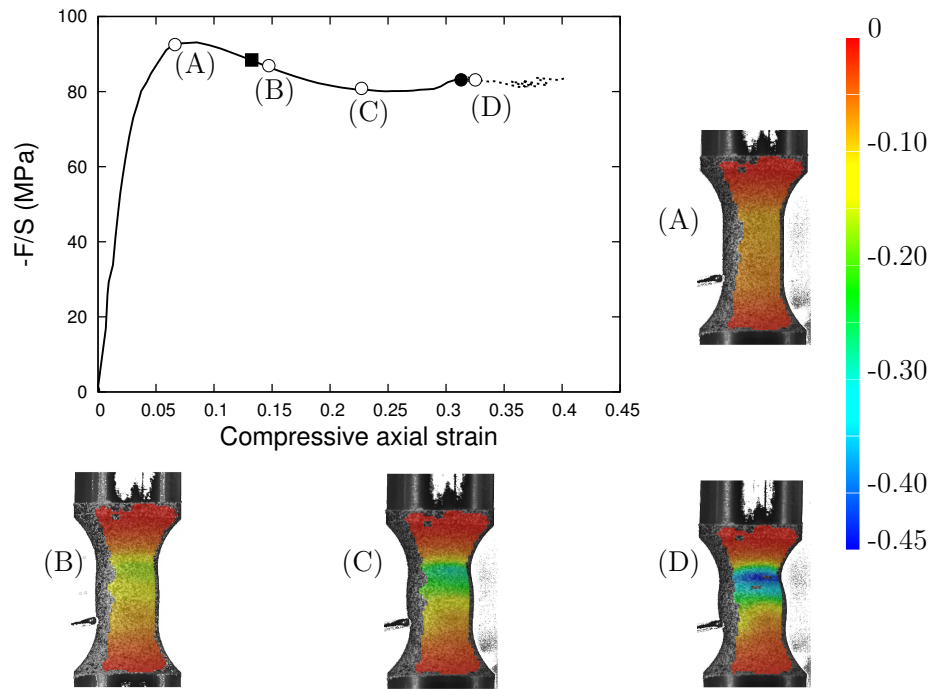 100
80
60
40
20
0
-F/S (MPa)
0 0.05 0.1 0.15 0.2 0.25 0.3 0.35 0.4 0.45
Compressive axial strain
(A)
(B)
(C)
(D)
(A)
0
-0.10
-0.20
-0.30
-0.40
-0.45
(B)
(C)
(D)